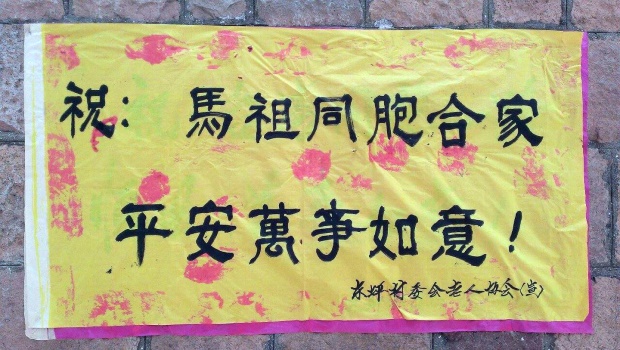 祝：馬祖同胞合家
平安萬事如意！
东坪村委会老人协会(宣)